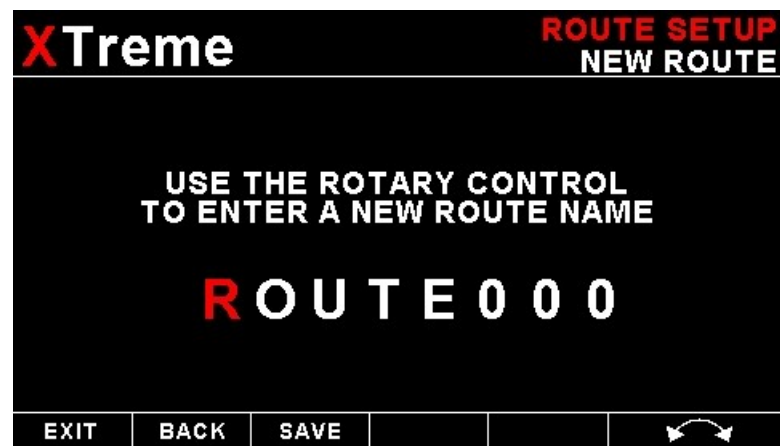 XTreme
ROUTE SETUP
NEW ROUTE
USE THE ROTARY CONTROL
TO ENTER A NEW ROUTE NAME
ROUTE000
EXIT BACK SAVE